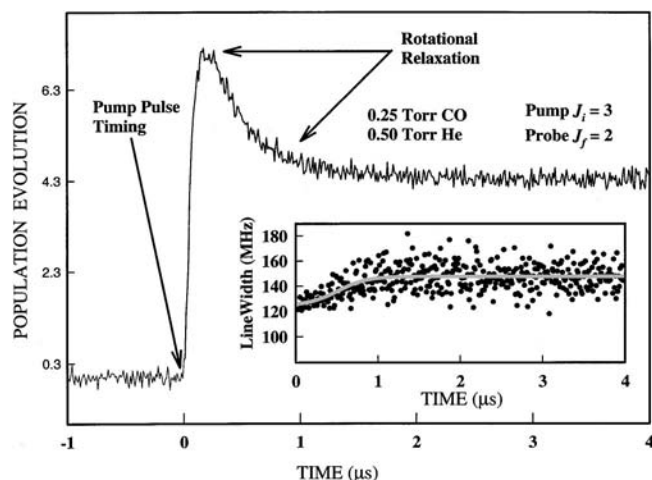 Rotational
Relaxation
Pump Pulse
Timing
0.25 Torr CO
0.50 Torr He
Pump J_i = 3
Probe J_f = 2
POPULATION EVOLUTION
6.3
4.3
2.3
0.3
-1
0
1
2
3
4
TIME (μs)
LineWidth (MHz)
180
160
140
120
100
0
1
2
3
4
TIME (μs)